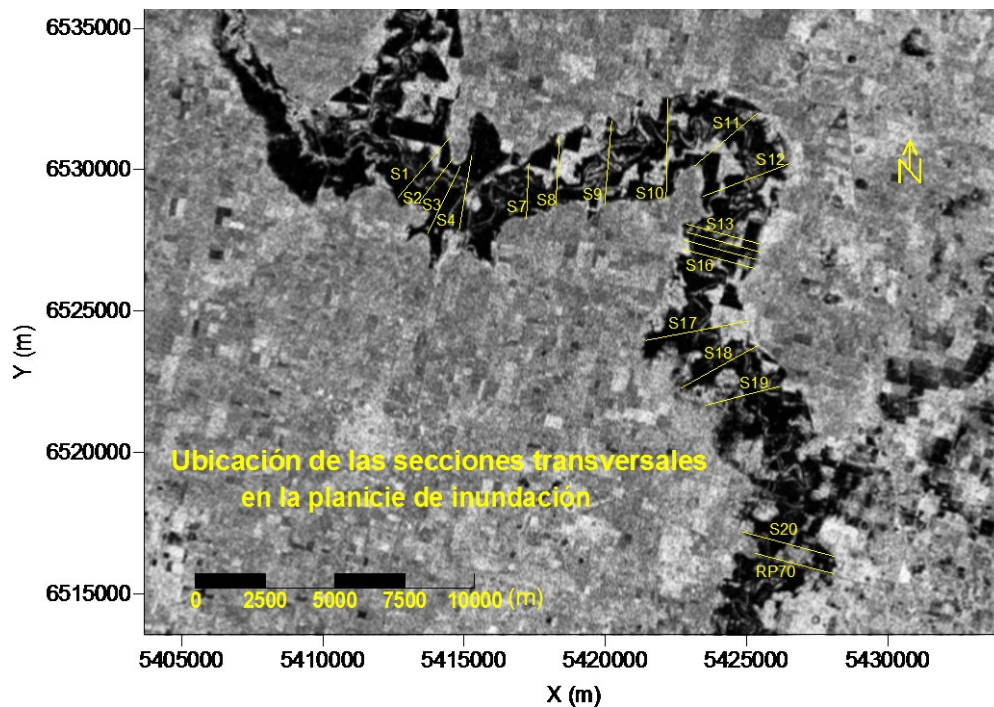 6535000
6530000
6525000
6520000
6515000
Y (m)
S1
S2
S3
S4
S7
S8
S9
S10
S11
S12
S13
S16
S17
S18
S19
S20
RP70
N
Ubicación de las secciones transversales
en la planicie de inundación
0 2500 5000 7500 10000 (m)
5405000 5410000 5415000 5420000 5425000 5430000
X (m)